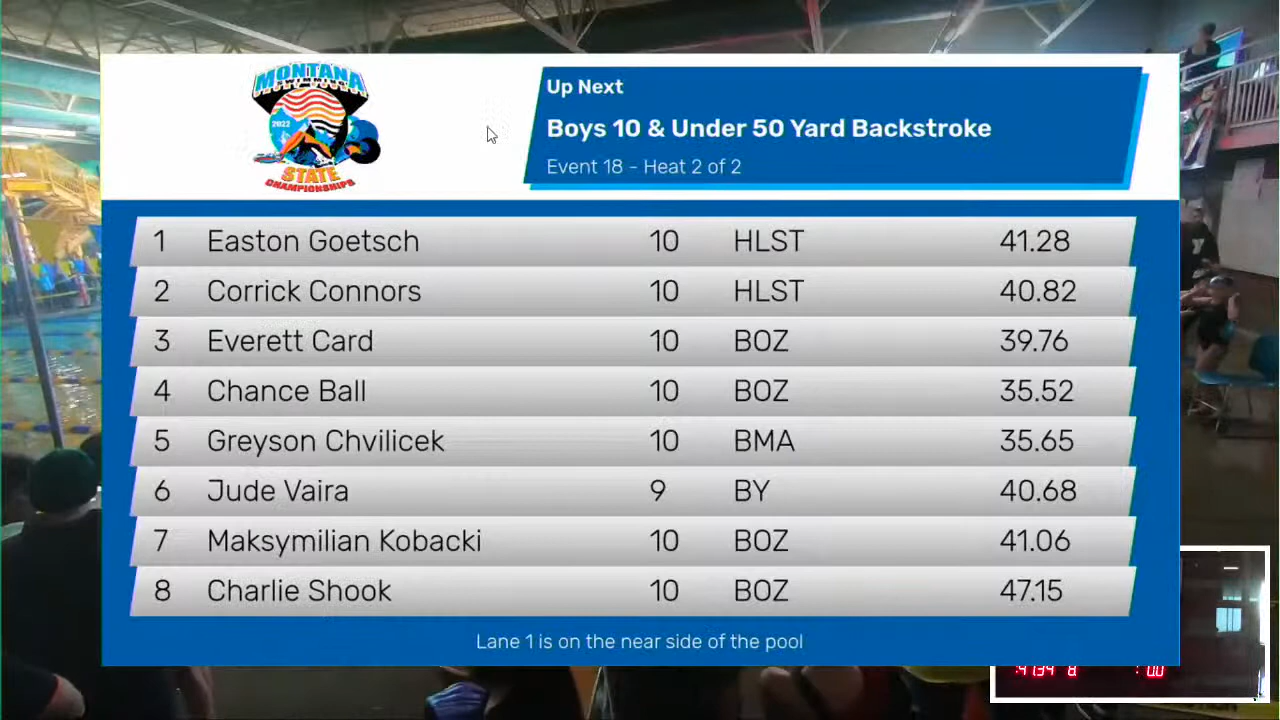 MONTANA
SWIMMING
2022
STATE
CHAMPIONSHIPS
Up Next
Boys 10 & Under 50 Yard Backstroke
Event 18 - Heat 2 of 2
1 Easton Goetsch 10 HLST 41.28
2 Corrick Connors 10 HLST 40.82
3 Everett Card 10 BOZ 39.76
4 Chance Ball 10 BOZ 35.52
5 Greyson Chvilicek 10 BMA 35.65
6 Jude Vaira 9 BY 40.68
7 Maksymilian Kobacki 10 BOZ 41.06
8 Charlie Shook 10 BOZ 47.15
Lane 1 is on the near side of the pool